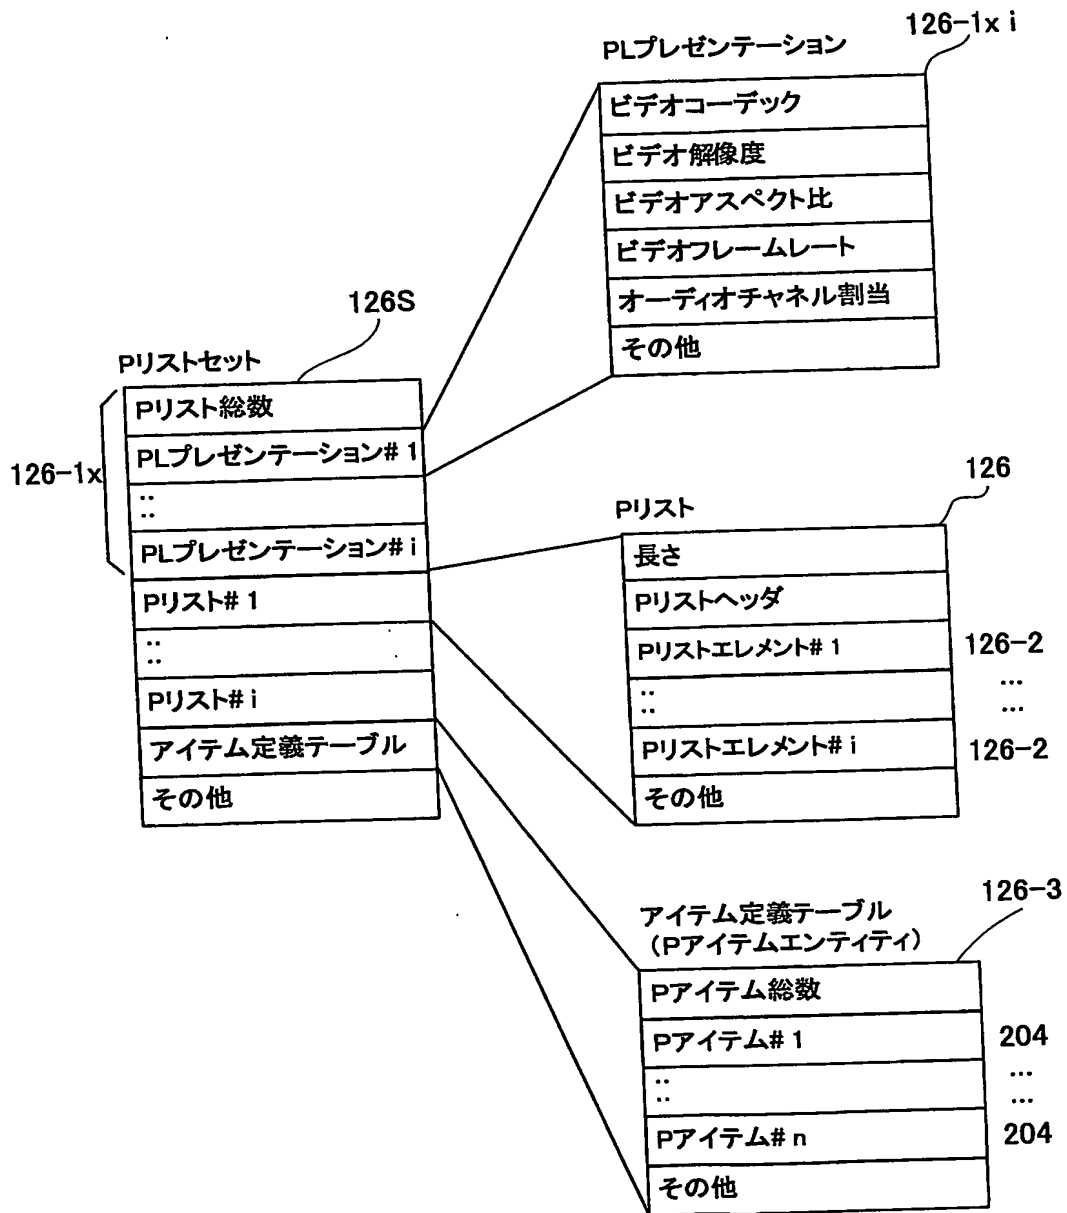 PLプレゼンテーション
126-1x i
ビデオコーデック
ビデオ解像度
ビデオアスペクト比
ビデオフレームレート
オーディオチャネル割当
その他
126S
Pリストセット
126-1x
Pリスト総数
PLプレゼンテーション#1
::
PLプレゼンテーション#i
Pリスト#1
::
Pリスト#i
アイテム定義テーブル
その他
126
Pリスト
長さ
Pリストヘッダ
Pリストエレメント#1 126-2
:: ...
...
Pリストエレメント#i 126-2
その他
126-3
アイテム定義テーブル
(Pアイテムエンティティ)
Pアイテム総数
Pアイテム#1 204
:: ...
...
Pアイテム#n 204
その他